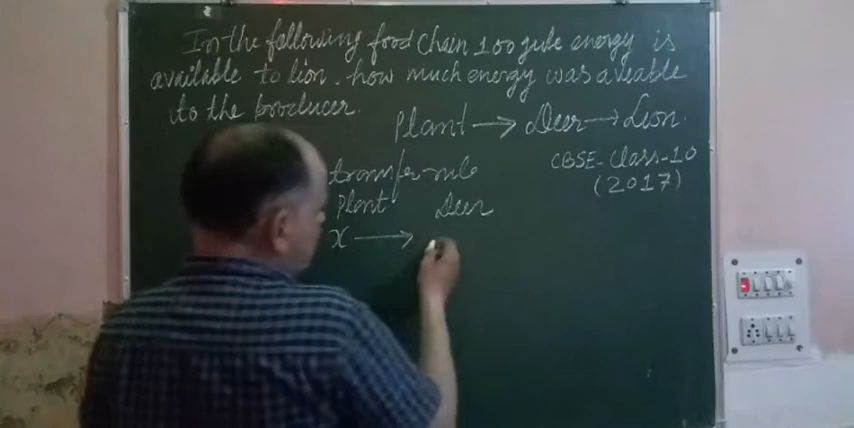 In the following food chain 100 jule energy is
available to lion. how much energy was aveable
to the producer.
Plant → Deer → Lion.
CBSE-Class-10
(2017)
transfer rule
Plant Deer
x →